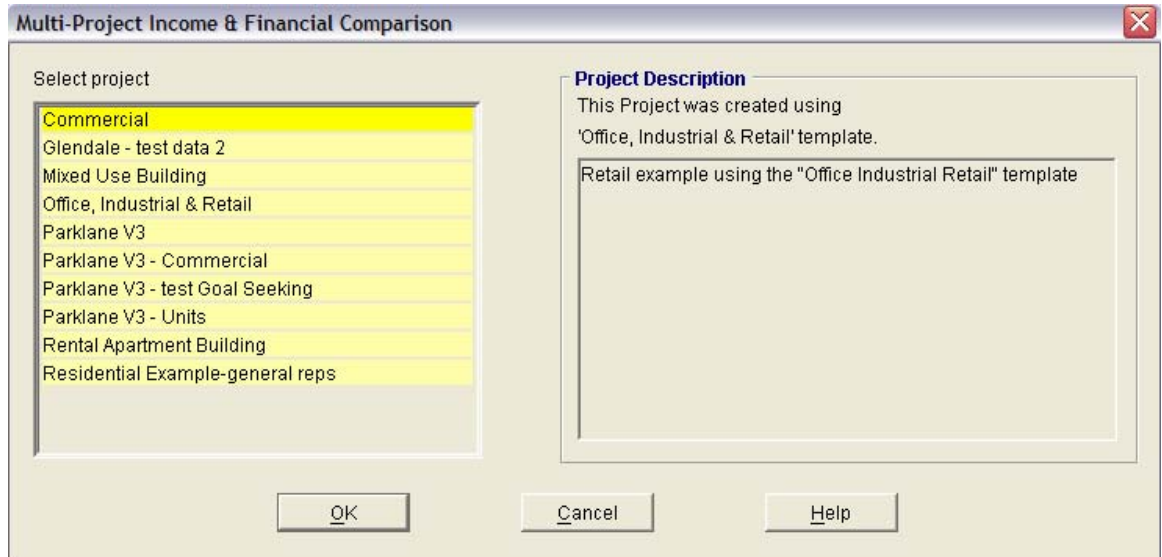 Multi-Project Income & Financial Comparison
Select project
Commercial
Glendale - test data 2
Mixed Use Building
Office, Industrial & Retail
Parklane V3
Parklane V3 - Commercial
Parklane V3 - test Goal Seeking
Parklane V3 - Units
Rental Apartment Building
Residential Example-general reps
Project Description
This Project was created using
'Office, Industrial & Retail' template.
Retail example using the "Office Industrial Retail" template
OK
Cancel
Help